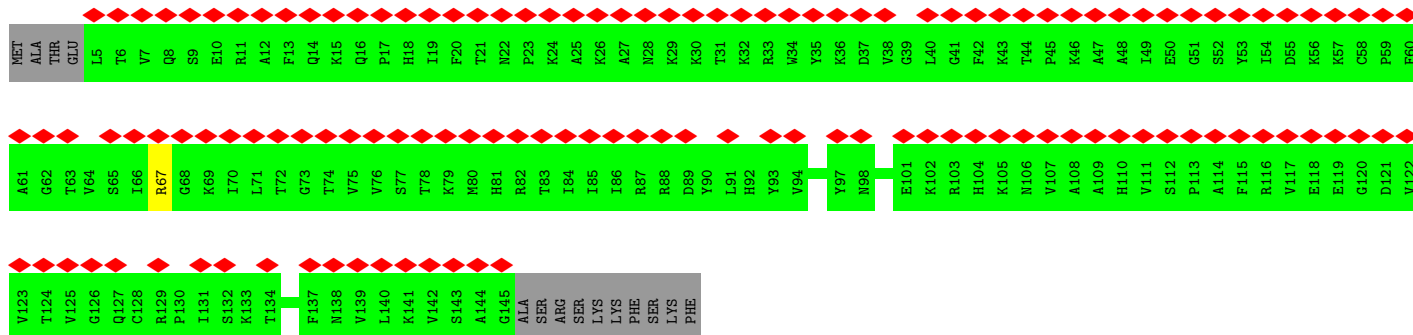 MET ALA THR GLU L5 T6 V7 Q8 S9 E10 R11 A12 F13 Q14 K15 Q16 P17 H18 I19 F20 T21 N22 P23 K24 A25 K26 A27 N28 K29 K30 T31 K32 R33 W34 Y35 K36 D37 V38 G39 L40 G41 F42 K43 T44 P45 K46 A47 A48 I49 E50 G51 S52 Y53 I54 D55 K56 K57 C58 P59 F60
A61 G62 T63 V64 S65 I66 R67 G68 K69 I70 L71 T72 G73 T74 V75 V76 S77 T78 K79 M80 H81 R82 T83 I84 I85 I86 R87 R88 D89 Y90 L91 H92 Y93 V94 Y97 N98 E101 K102 R103 H104 K105 N106 V107 A108 A109 H110 V111 S112 P113 A114 F115 R116 V117 E118 E119 G120 D121 V122
V123 T124 V125 G126 Q127 C128 R129 P130 I131 S132 K133 T134 F137 N138 V139 L140 K141 V142 S143 A144 G145 ALA SER ARG SER LYS LYS PHE SER LYS PHE